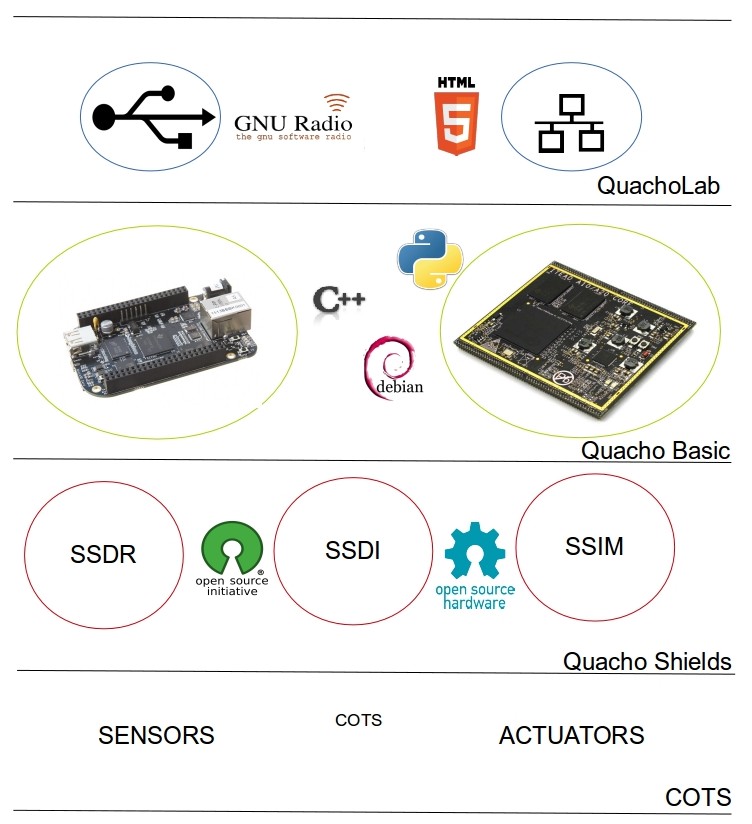 HTML
5
GNU Radio
the gnu software radio
QuachoLab
C++
debian
Quacho Basic
SSDR
SSDI
SSIM
®
open source
initiative
open source
hardware
Quacho Shields
COTS
SENSORS
ACTUATORS
COTS